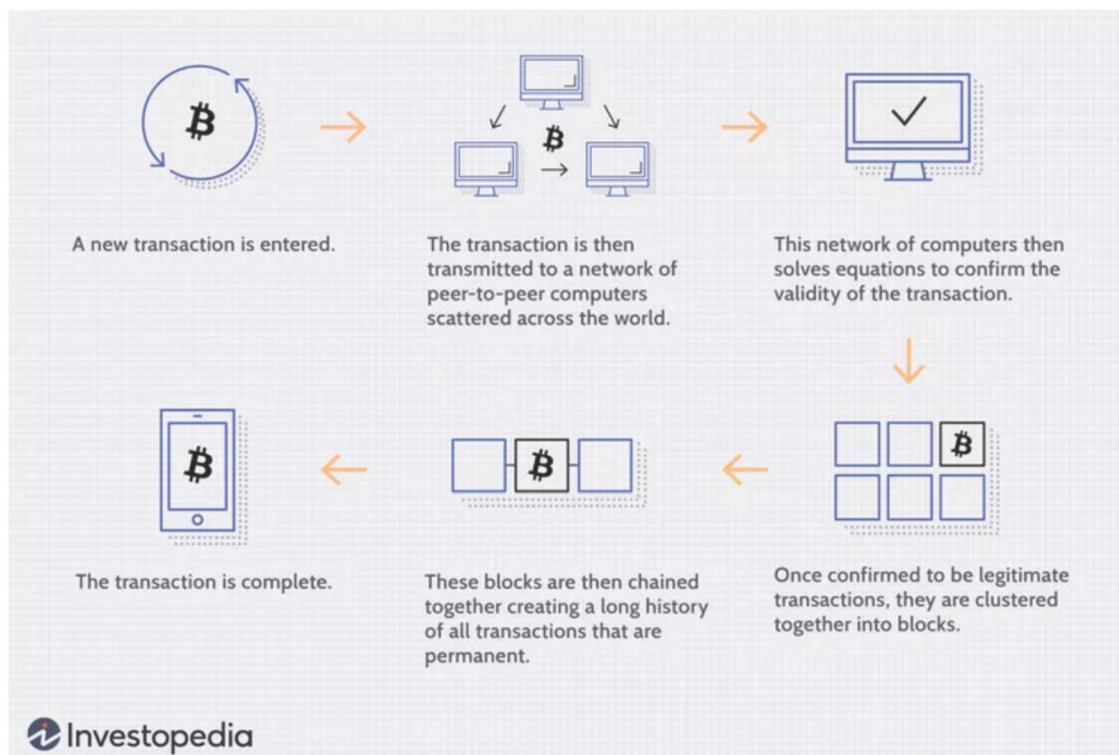 A new transaction is entered.
The transaction is then
transmitted to a network of
peer-to-peer computers
scattered across the world.
This network of computers then
solves equations to confirm the
validity of the transaction.
Once confirmed to be legitimate
transactions, they are clustered
together into blocks.
These blocks are then chained
together creating a long history
of all transactions that are
permanent.
The transaction is complete.
Investopedia